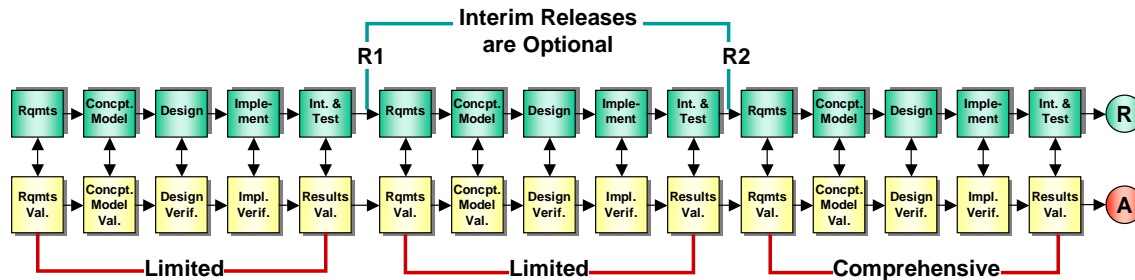 Interim Releases
are Optional
R1
R2
Rqmts
Concpt.
Model
Design
Imple-
ment
Int. &
Test
Rqmts
Concpt.
Model
Design
Imple-
ment
Int. &
Test
Rqmts
Concpt.
Model
Design
Imple-
ment
Int. &
Test
R
Rqmts
Val.
Concpt.
Model
Val.
Design
Verif.
Impl.
Verif.
Results
Val.
Rqmts
Val.
Concpt.
Model
Val.
Design
Verif.
Impl.
Verif.
Results
Val.
Rqmts
Val.
Concpt.
Model
Val.
Design
Verif.
Impl.
Verif.
Results
Val.
A
Limited
Limited
Comprehensive